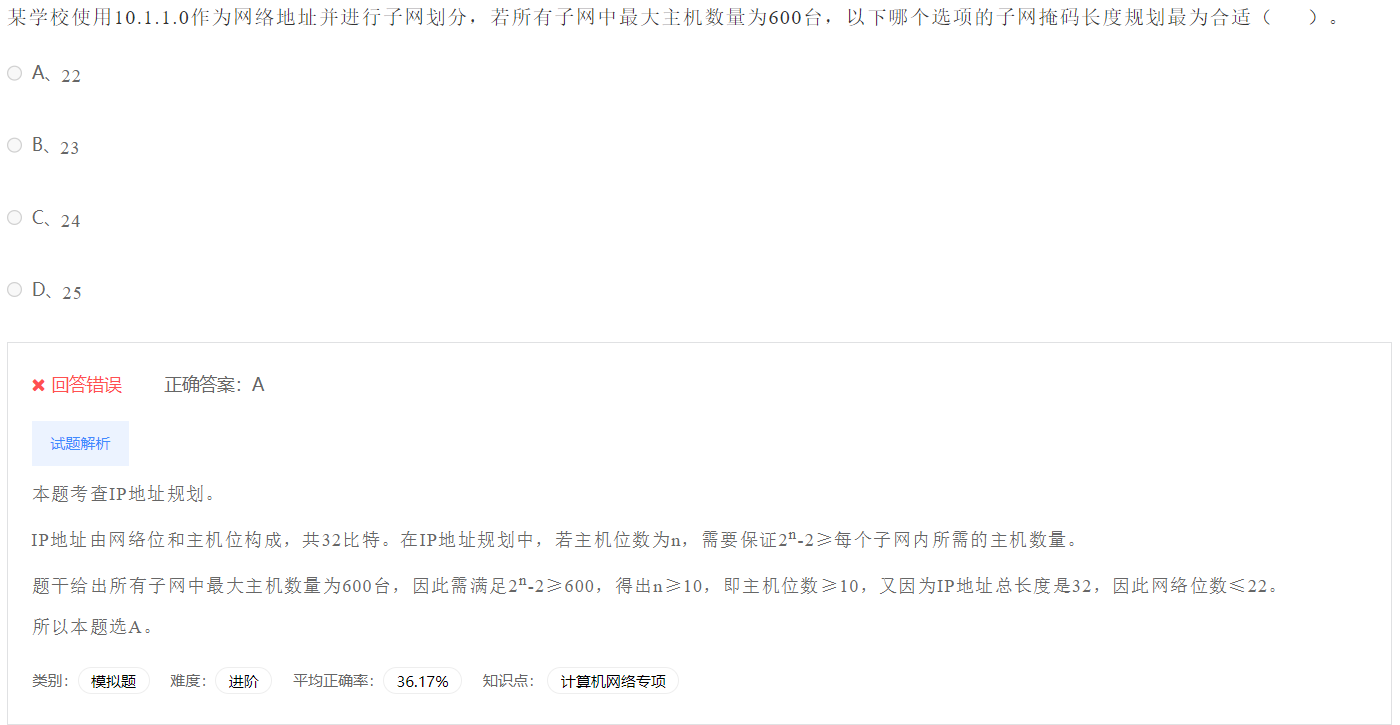 某学校使用10.1.1.0作为网络地址并进行子网划分，若所有子网中最大主机数量为600台，以下哪个选项的子网掩码长度规划最为合适（　　）。
A、22
B、23
C、24
D、25
回答错误 正确答案：A
试题解析
本题考查IP地址规划。
IP地址由网络位和主机位构成，共32比特。在IP地址规划中，若主机位数为n，需要保证2ⁿ-2≥每个子网内所需的主机数量。
题干给出所有子网中最大主机数量为600台，因此需满足2ⁿ-2≥600，得出n≥10，即主机位数≥10，又因为IP地址总长度是32，因此网络位数≤22。
所以本题选A。
类别： 模拟题 难度： 进阶 平均正确率： 36.17% 知识点： 计算机网络专项